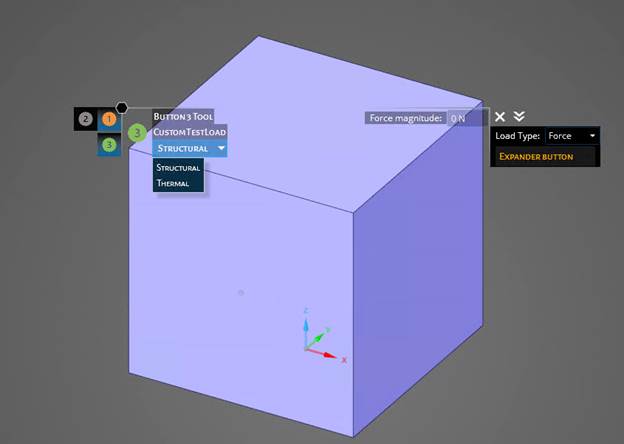 2 1
3
BUTTON 3 TOOL
3 CUSTOMTESTLOAD
STRUCTURAL
STRUCTURAL
THERMAL
Force magnitude: 0 N
Load Type: Force
EXPANDER BUTTON
Z
Y
X